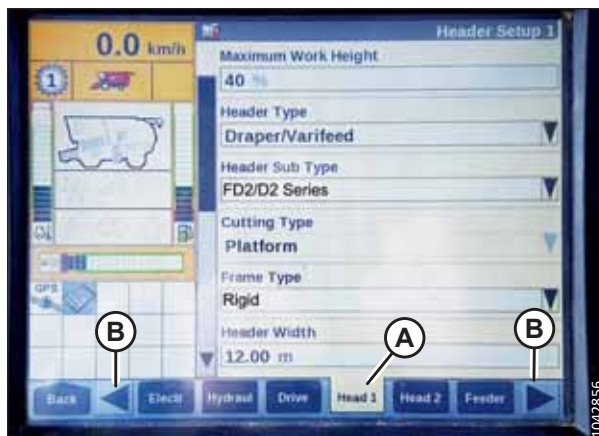 0.0 km/h
Header Setup 1
1
Maximum Work Height
40 %
Header Type
Draper/Varifeed
Header Sub Type
FD2/D2 Series
Cutting Type
Platform
Frame Type
Rigid
GPS
Header Width
12.00 m
B
A
B
Back
Electr
Hydraul
Drive
Head 1
Head 2
Feeder
1042856